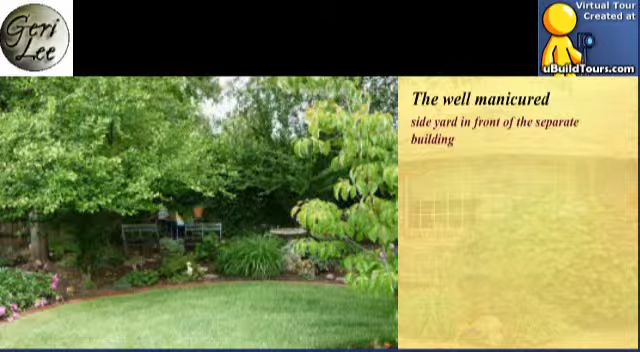 Geri
Lee
Virtual Tour
Created at
uBuildTours.com
The well manicured
side yard in front of the separate
building